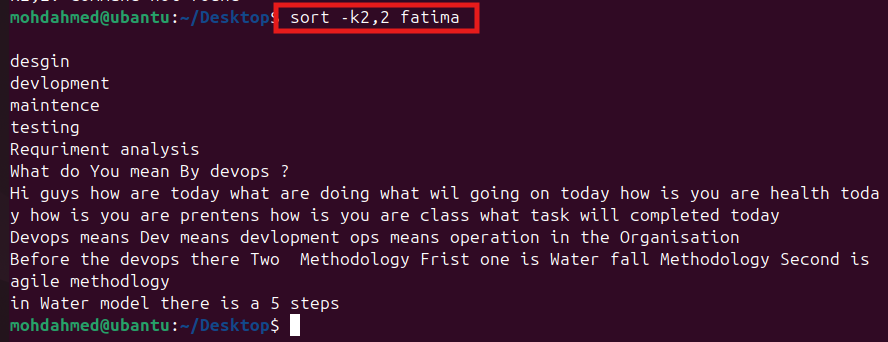 mohdahmed@ubantu:~/Desktop$ sort -k2,2 fatima

desgin
devlopment
maintence
testing
Requriment analysis
What do You mean By devops ?
Hi guys how are today what are doing what wil going on today how is you are health toda
y how is you are prentens how is you are class what task will completed today
Devops means Dev means devlopment ops means operation in the Organisation
Before the devops there Two  Methodology Frist one is Water fall Methodology Second is
agile methodlogy
in Water model there is a 5 steps
mohdahmed@ubantu:~/Desktop$